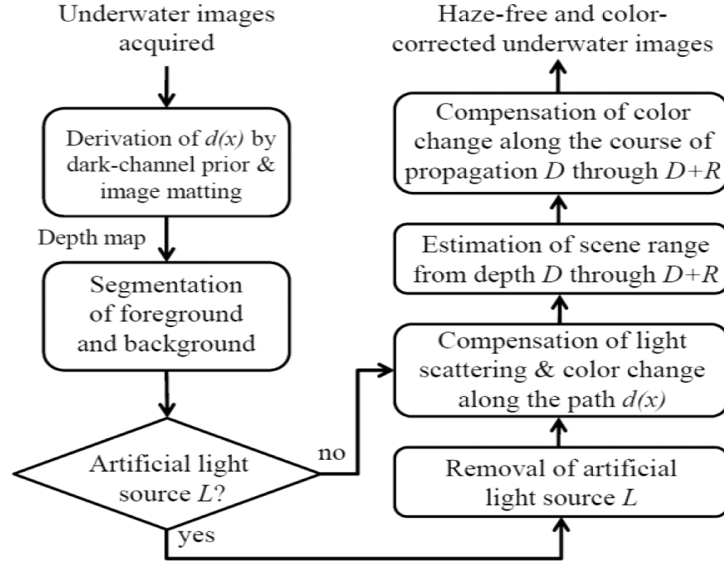 Underwater images
acquired
Derivation of d(x) by
dark-channel prior &
image matting
Depth map
Segmentation
of foreground
and background
Artificial light
source L?
no
yes
Removal of artificial
light source L
Compensation of light
scattering & color change
along the path d(x)
Estimation of scene range
from depth D through D+R
Compensation of color
change along the course of
propagation D through D+R
Haze-free and color-
corrected underwater images